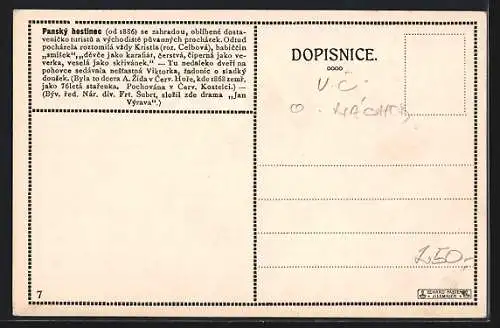 Panský hostinec (od 1836) se zahradou, oblíbené dosta-
veníčko turistů a východiště půvabných procházek. Odtud
pocházela roztomilá vždy Kristla (roz. Celbová), babiččin
„smíšek“, „děvče jako karafiát, čerstvá, čiperná jako ve-
verka, veselá jako skřivánek.“ — Tu nedaleko dveří na
pohovce sedávala nešťastná Viktorka, žadonic o sladký
doušek. (Byla to dcera A. Žida v Červ. Hoře, kde 1868 zemř.
jako 76letá stařenka. Pochována v Červ. Kostelci.) —
(Býv. řed. Nár. div. Frt. Šubrt, složil zde drama „Jan
Výrava“.)
DOPISNICE.
V. Č.
O. NÁCHOD
2,50,-
7